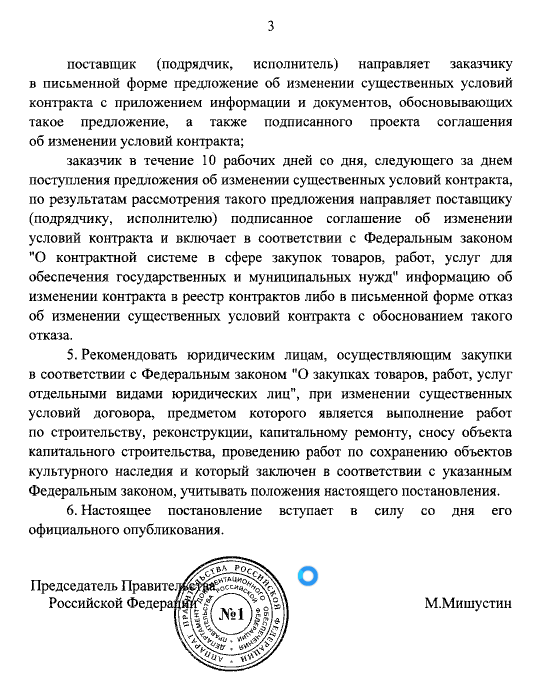 3
поставщик (подрядчик, исполнитель) направляет заказчику
в письменной форме предложение об изменении существенных условий
контракта с приложением информации и документов, обосновывающих
такое предложение, а также подписанного проекта соглашения
об изменении условий контракта;
заказчик в течение 10 рабочих дней со дня, следующего за днем
поступления предложения об изменении существенных условий контракта,
по результатам рассмотрения такого предложения направляет поставщику
(подрядчику, исполнителю) подписанное соглашение об изменении
условий контракта и включает в соответствии с Федеральным законом
"О контрактной системе в сфере закупок товаров, работ, услуг для
обеспечения государственных и муниципальных нужд" информацию об
изменении контракта в реестр контрактов либо в письменной форме отказ
об изменении существенных условий контракта с обоснованием такого
отказа.
5. Рекомендовать юридическим лицам, осуществляющим закупки
в соответствии с Федеральным законом "О закупках товаров, работ, услуг
отдельными видами юридических лиц", при изменении существенных
условий договора, предметом которого является выполнение работ
по строительству, реконструкции, капитальному ремонту, сносу объекта
капитального строительства, проведению работ по сохранению объектов
культурного наследия и который заключен в соответствии с указанным
Федеральным законом, учитывать положения настоящего постановления.
6. Настоящее постановление вступает в силу со дня его
официального опубликования.
Председатель Правительства
Российской Федерации
М.Мишустин
АППАРАТ ПРАВИТЕЛЬСТВА РОССИЙСКОЙ ФЕДЕРАЦИИ
ДЕПАРТАМЕНТ ДОКУМЕНТАЦИОННОГО ОБЕСПЕЧЕНИЯ
ПРАВИТЕЛЬСТВА РОССИЙСКОЙ ФЕДЕРАЦИИ
№1